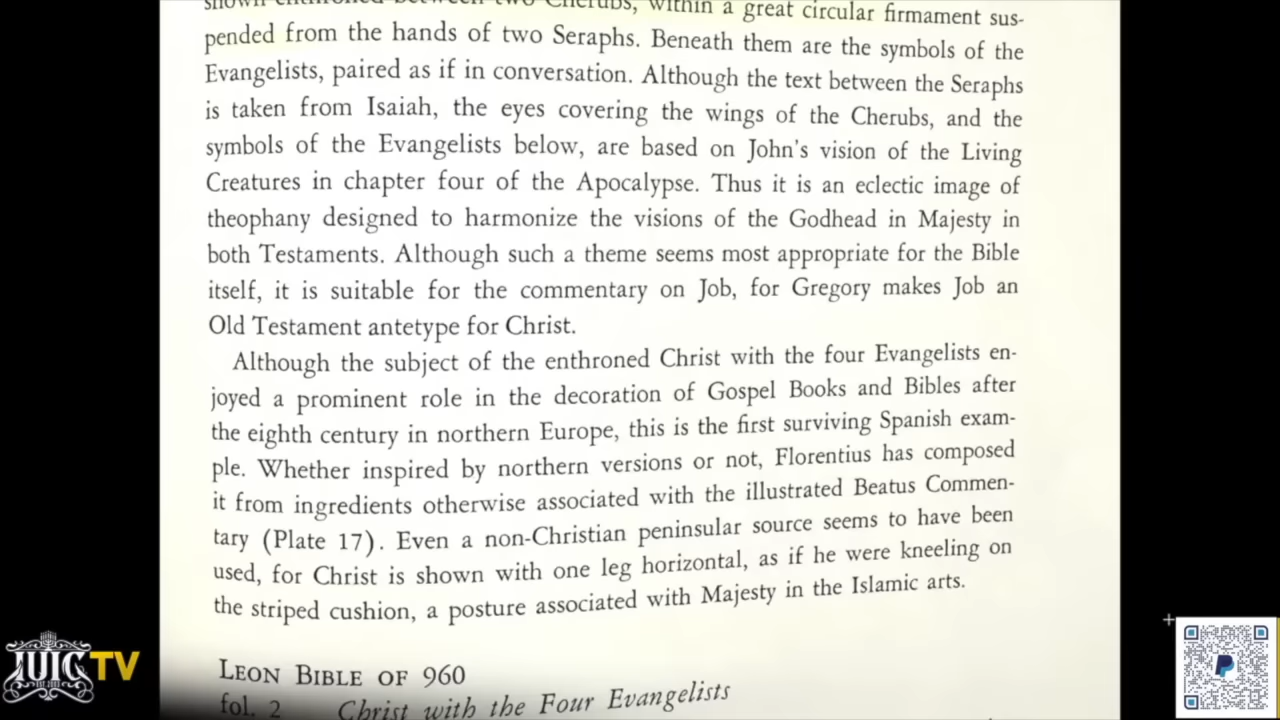 shown enthroned between two Cherubs, within a great circular firmament sus-
pended from the hands of two Seraphs. Beneath them are the symbols of the
Evangelists, paired as if in conversation. Although the text between the Seraphs
is taken from Isaiah, the eyes covering the wings of the Cherubs, and the
symbols of the Evangelists below, are based on John's vision of the Living
Creatures in chapter four of the Apocalypse. Thus it is an eclectic image of
theophany designed to harmonize the visions of the Godhead in Majesty in
both Testaments. Although such a theme seems most appropriate for the Bible
itself, it is suitable for the commentary on Job, for Gregory makes Job an
Old Testament antetype for Christ.
Although the subject of the enthroned Christ with the four Evangelists en-
joyed a prominent role in the decoration of Gospel Books and Bibles after
the eighth century in northern Europe, this is the first surviving Spanish exam-
ple. Whether inspired by northern versions or not, Florentius has composed
it from ingredients otherwise associated with the illustrated Beatus Commen-
tary (Plate 17). Even a non-Christian peninsular source seems to have been
used, for Christ is shown with one leg horizontal, as if he were kneeling on
the striped cushion, a posture associated with Majesty in the Islamic arts.
LEON BIBLE OF 960
fol. 2 Christ with the Four Evangelists
IUIC TV